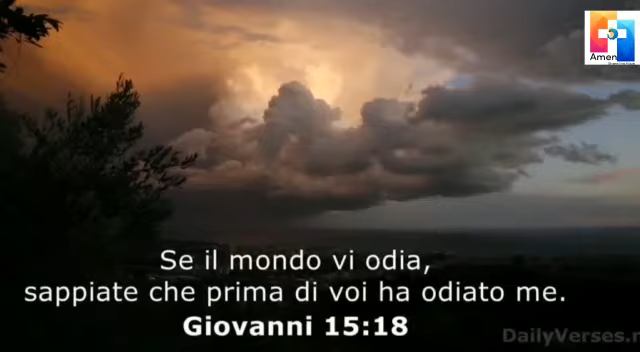 Amen
Se il mondo vi odia,
sappiate che prima di voi ha odiato me.
Giovanni 15:18
DailyVerses.n